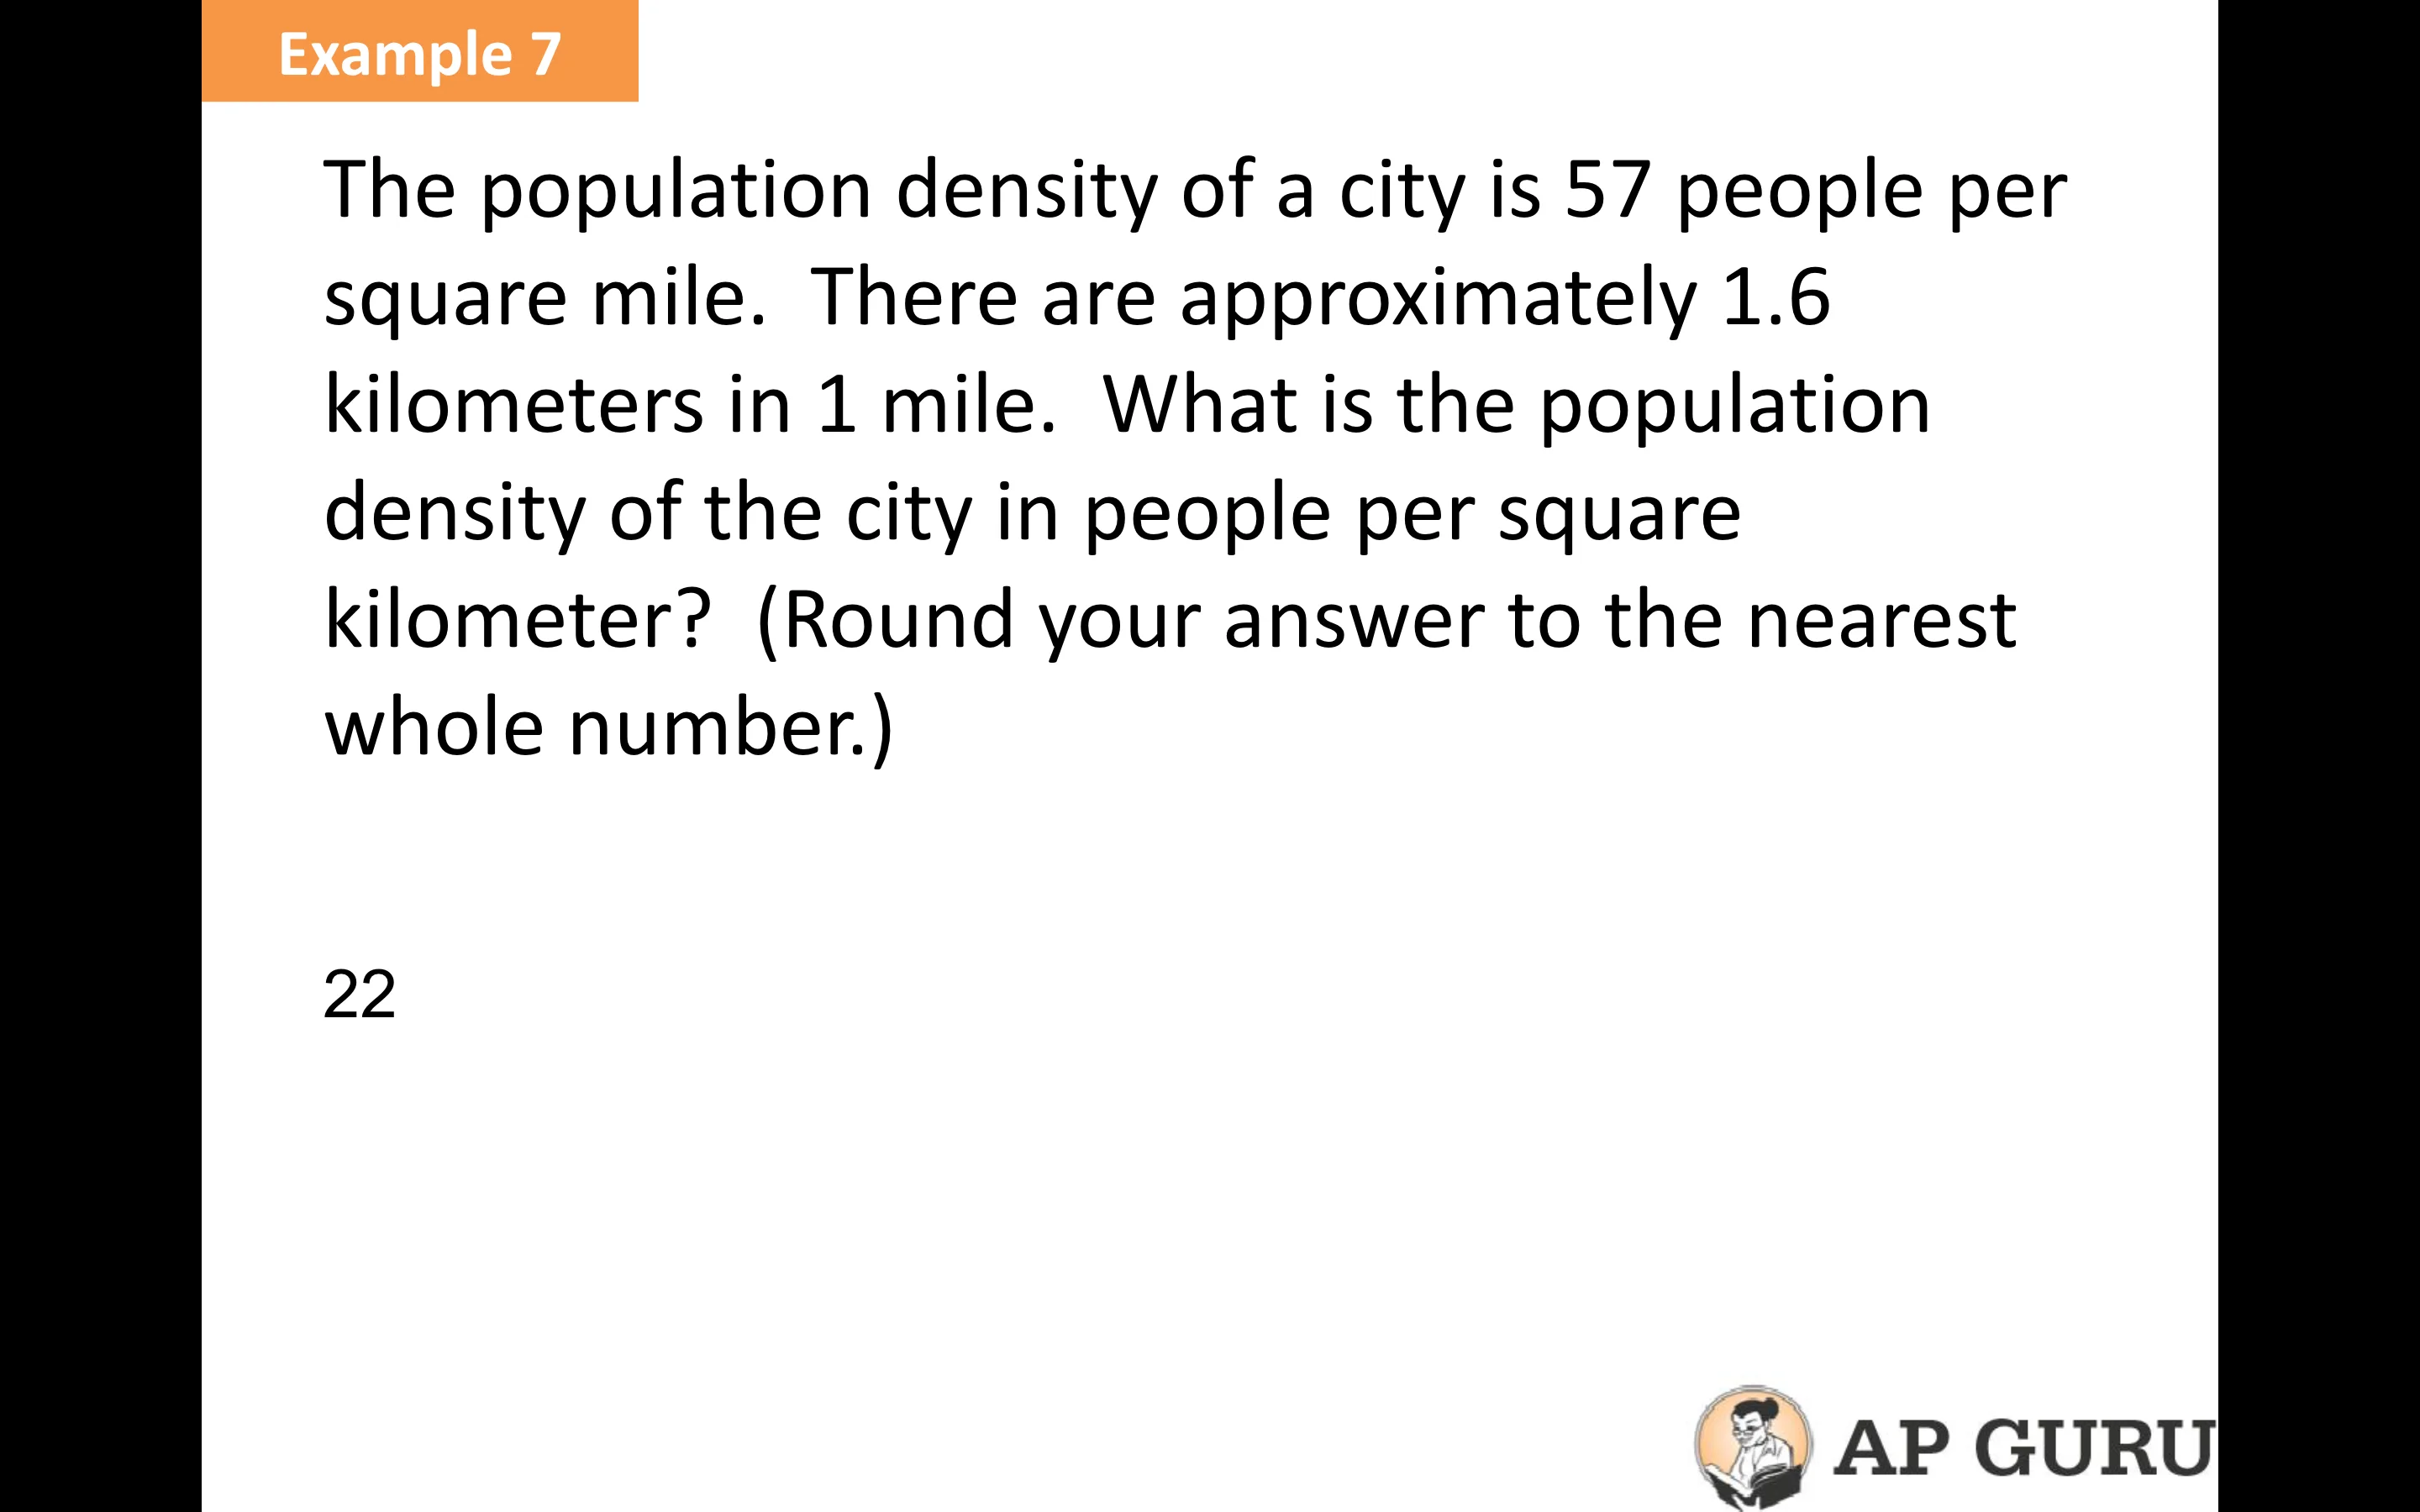 Example 7
The population density of a city is 57 people per
square mile.  There are approximately 1.6
kilometers in 1 mile.  What is the population
density of the city in people per square
kilometer?  (Round your answer to the nearest
whole number.)
22
AP GURU